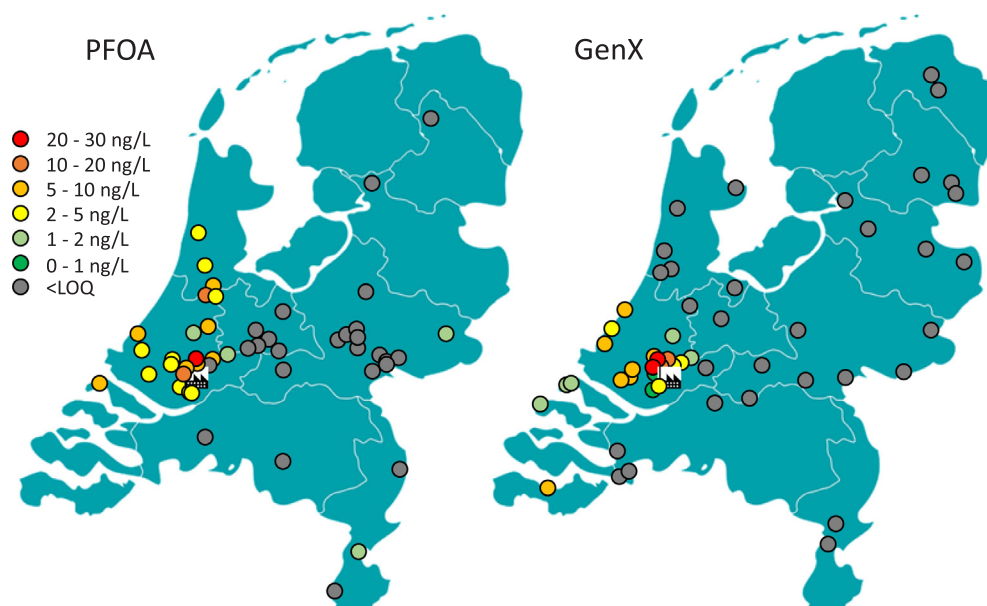 PFOA
GenX
20 - 30 ng/L
10 - 20 ng/L
5 - 10 ng/L
2 - 5 ng/L
1 - 2 ng/L
0 - 1 ng/L
<LOQ